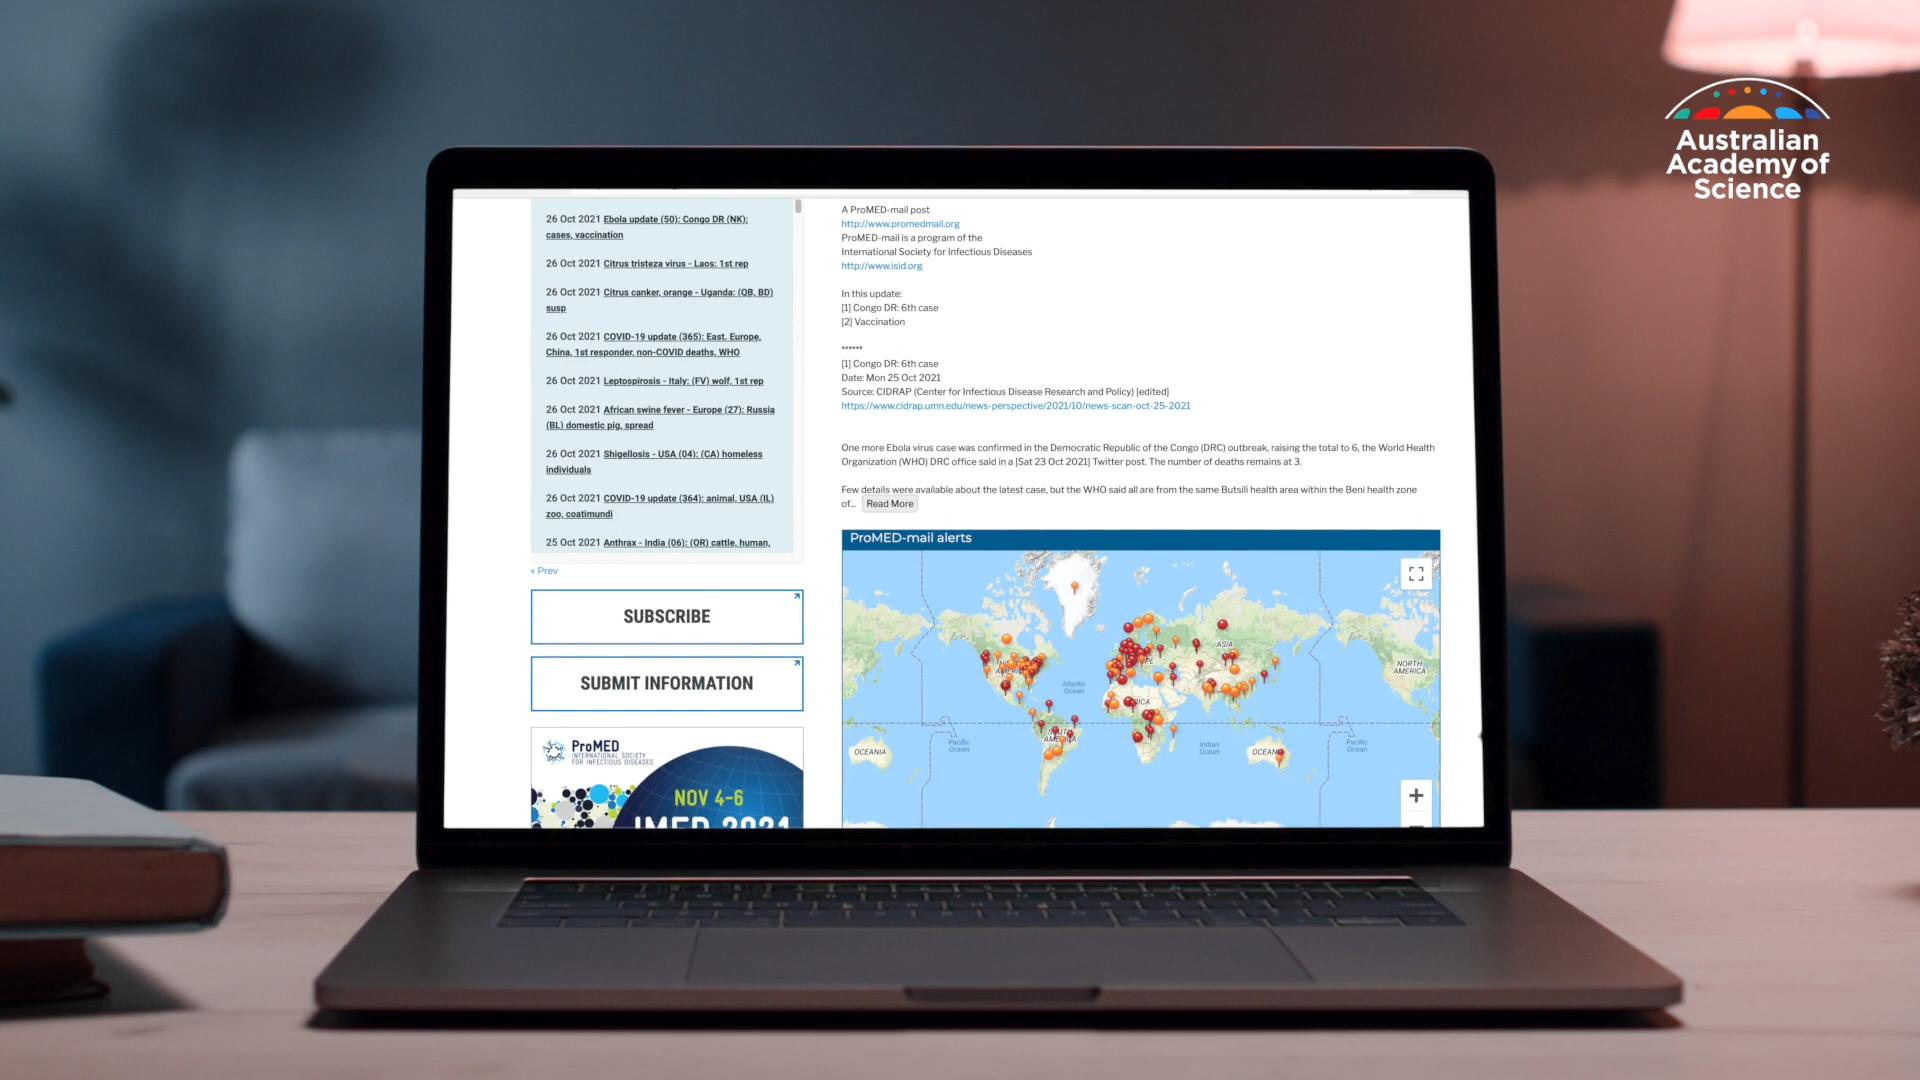 Australian
Academy of
Science
26 Oct 2021 Ebola update (50): Congo DR (NK):
cases, vaccination
26 Oct 2021 Citrus tristeza virus - Laos: 1st rep
26 Oct 2021 Citrus canker, orange - Uganda: (QB, BD)
susp
26 Oct 2021 COVID-19 update (365): East. Europe,
China, 1st responder, non-COVID deaths, WHO
26 Oct 2021 Leptospirosis - Italy: (FV) wolf, 1st rep
26 Oct 2021 African swine fever - Europe (27): Russia
(BL) domestic pig, spread
26 Oct 2021 Shigellosis - USA (04): (CA) homeless
individuals
26 Oct 2021 COVID-19 update (364): animal, USA (IL)
zoo, coatimundi
25 Oct 2021 Anthrax - India (06): (OR) cattle, human,
« Prev
SUBSCRIBE
SUBMIT INFORMATION
ProMED
INTERNATIONAL SOCIETY
FOR INFECTIOUS DISEASES
NOV 4-6
IMED 2021
A ProMED-mail post
http://www.promedmail.org
ProMED-mail is a program of the
International Society for Infectious Diseases
http://www.isid.org
In this update:
[1] Congo DR: 6th case
[2] Vaccination
******
[1] Congo DR: 6th case
Date: Mon 25 Oct 2021
Source: CIDRAP (Center for Infectious Disease Research and Policy) [edited]
https://www.cidrap.umn.edu/news-perspective/2021/10/news-scan-oct-25-2021
One more Ebola virus case was confirmed in the Democratic Republic of the Congo (DRC) outbreak, raising the total to 6, the World Health
Organization (WHO) DRC office said in a [Sat 23 Oct 2021] Twitter post. The number of deaths remains at 3.
Few details were available about the latest case, but the WHO said all are from the same Butsili health area within the Beni health zone
of... Read More
ProMED-mail alerts
ASIA
NORTH
AMERICA
Atlantic
Ocean
SOUTH
AMERICA
OCEANIA
Pacific
Ocean
Indian
Ocean
OCEANIA
Pacific
Ocean